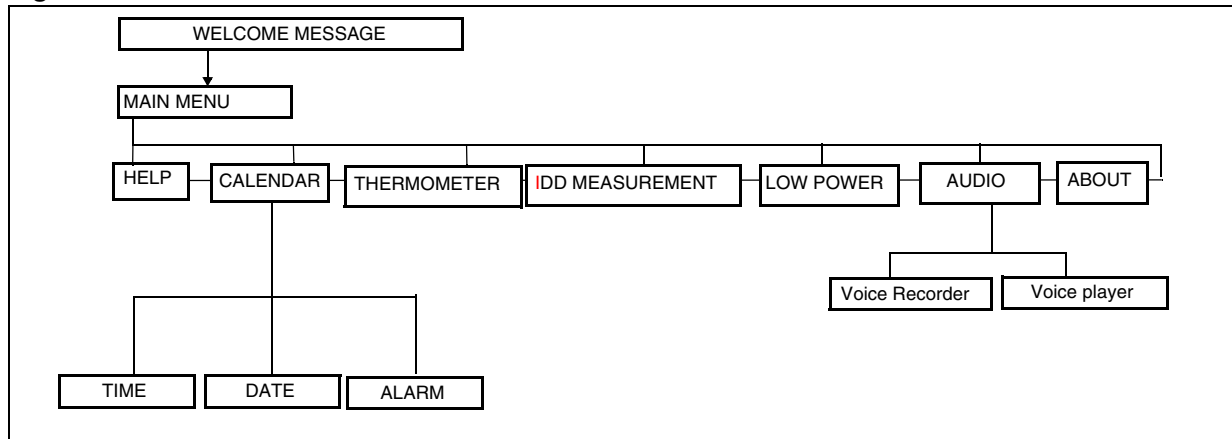 WELCOME MESSAGE
MAIN MENU
HELP
CALENDAR
THERMOMETER
IDD MEASUREMENT
LOW POWER
AUDIO
ABOUT
Voice Recorder
Voice player
TIME
DATE
ALARM